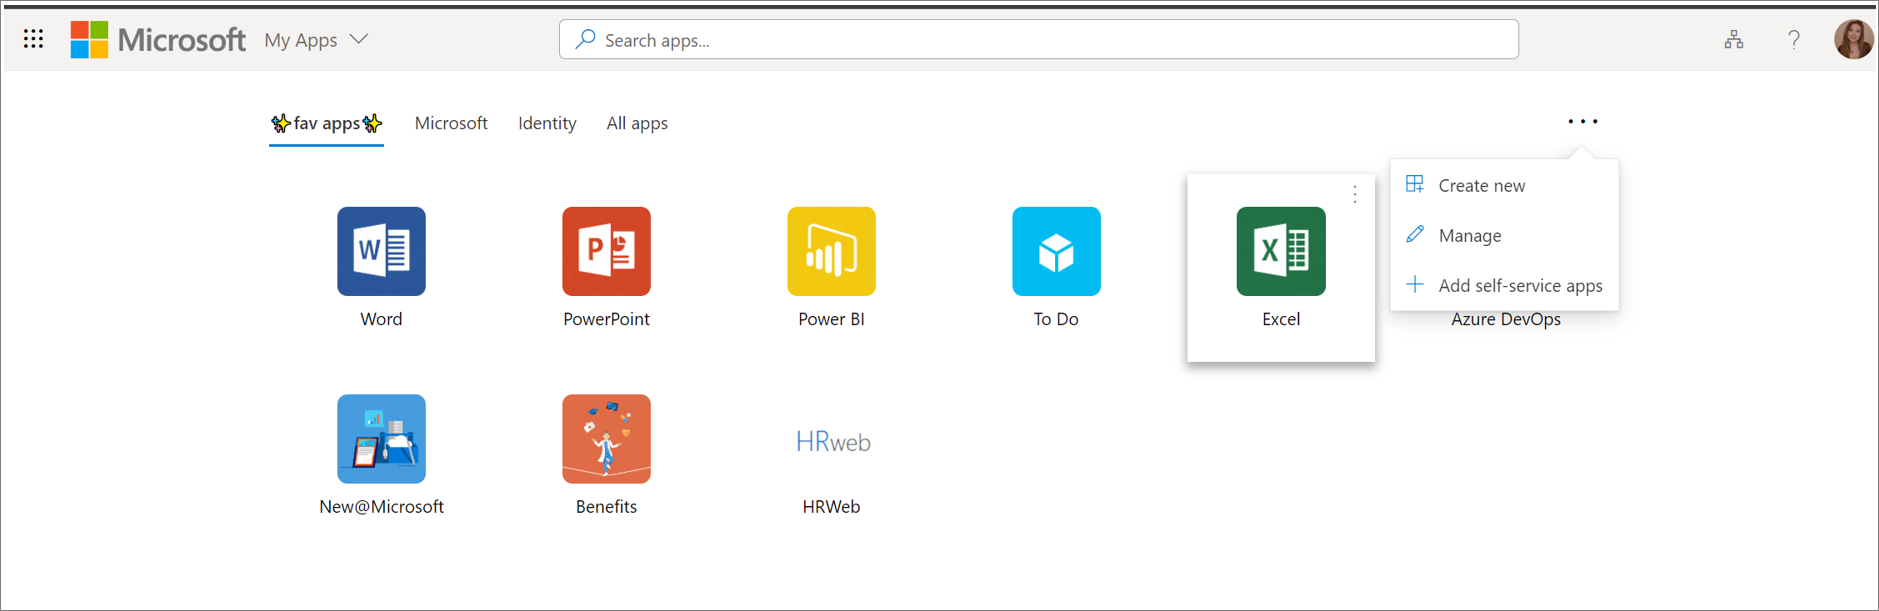 Microsoft My Apps
Search apps...
?
✨fav apps✨ Microsoft Identity All apps
...
Create new
Manage
Add self-service apps
W
P
X
Word
PowerPoint
Power BI
To Do
Excel
Azure DevOps
HRweb
New@Microsoft
Benefits
HRWeb